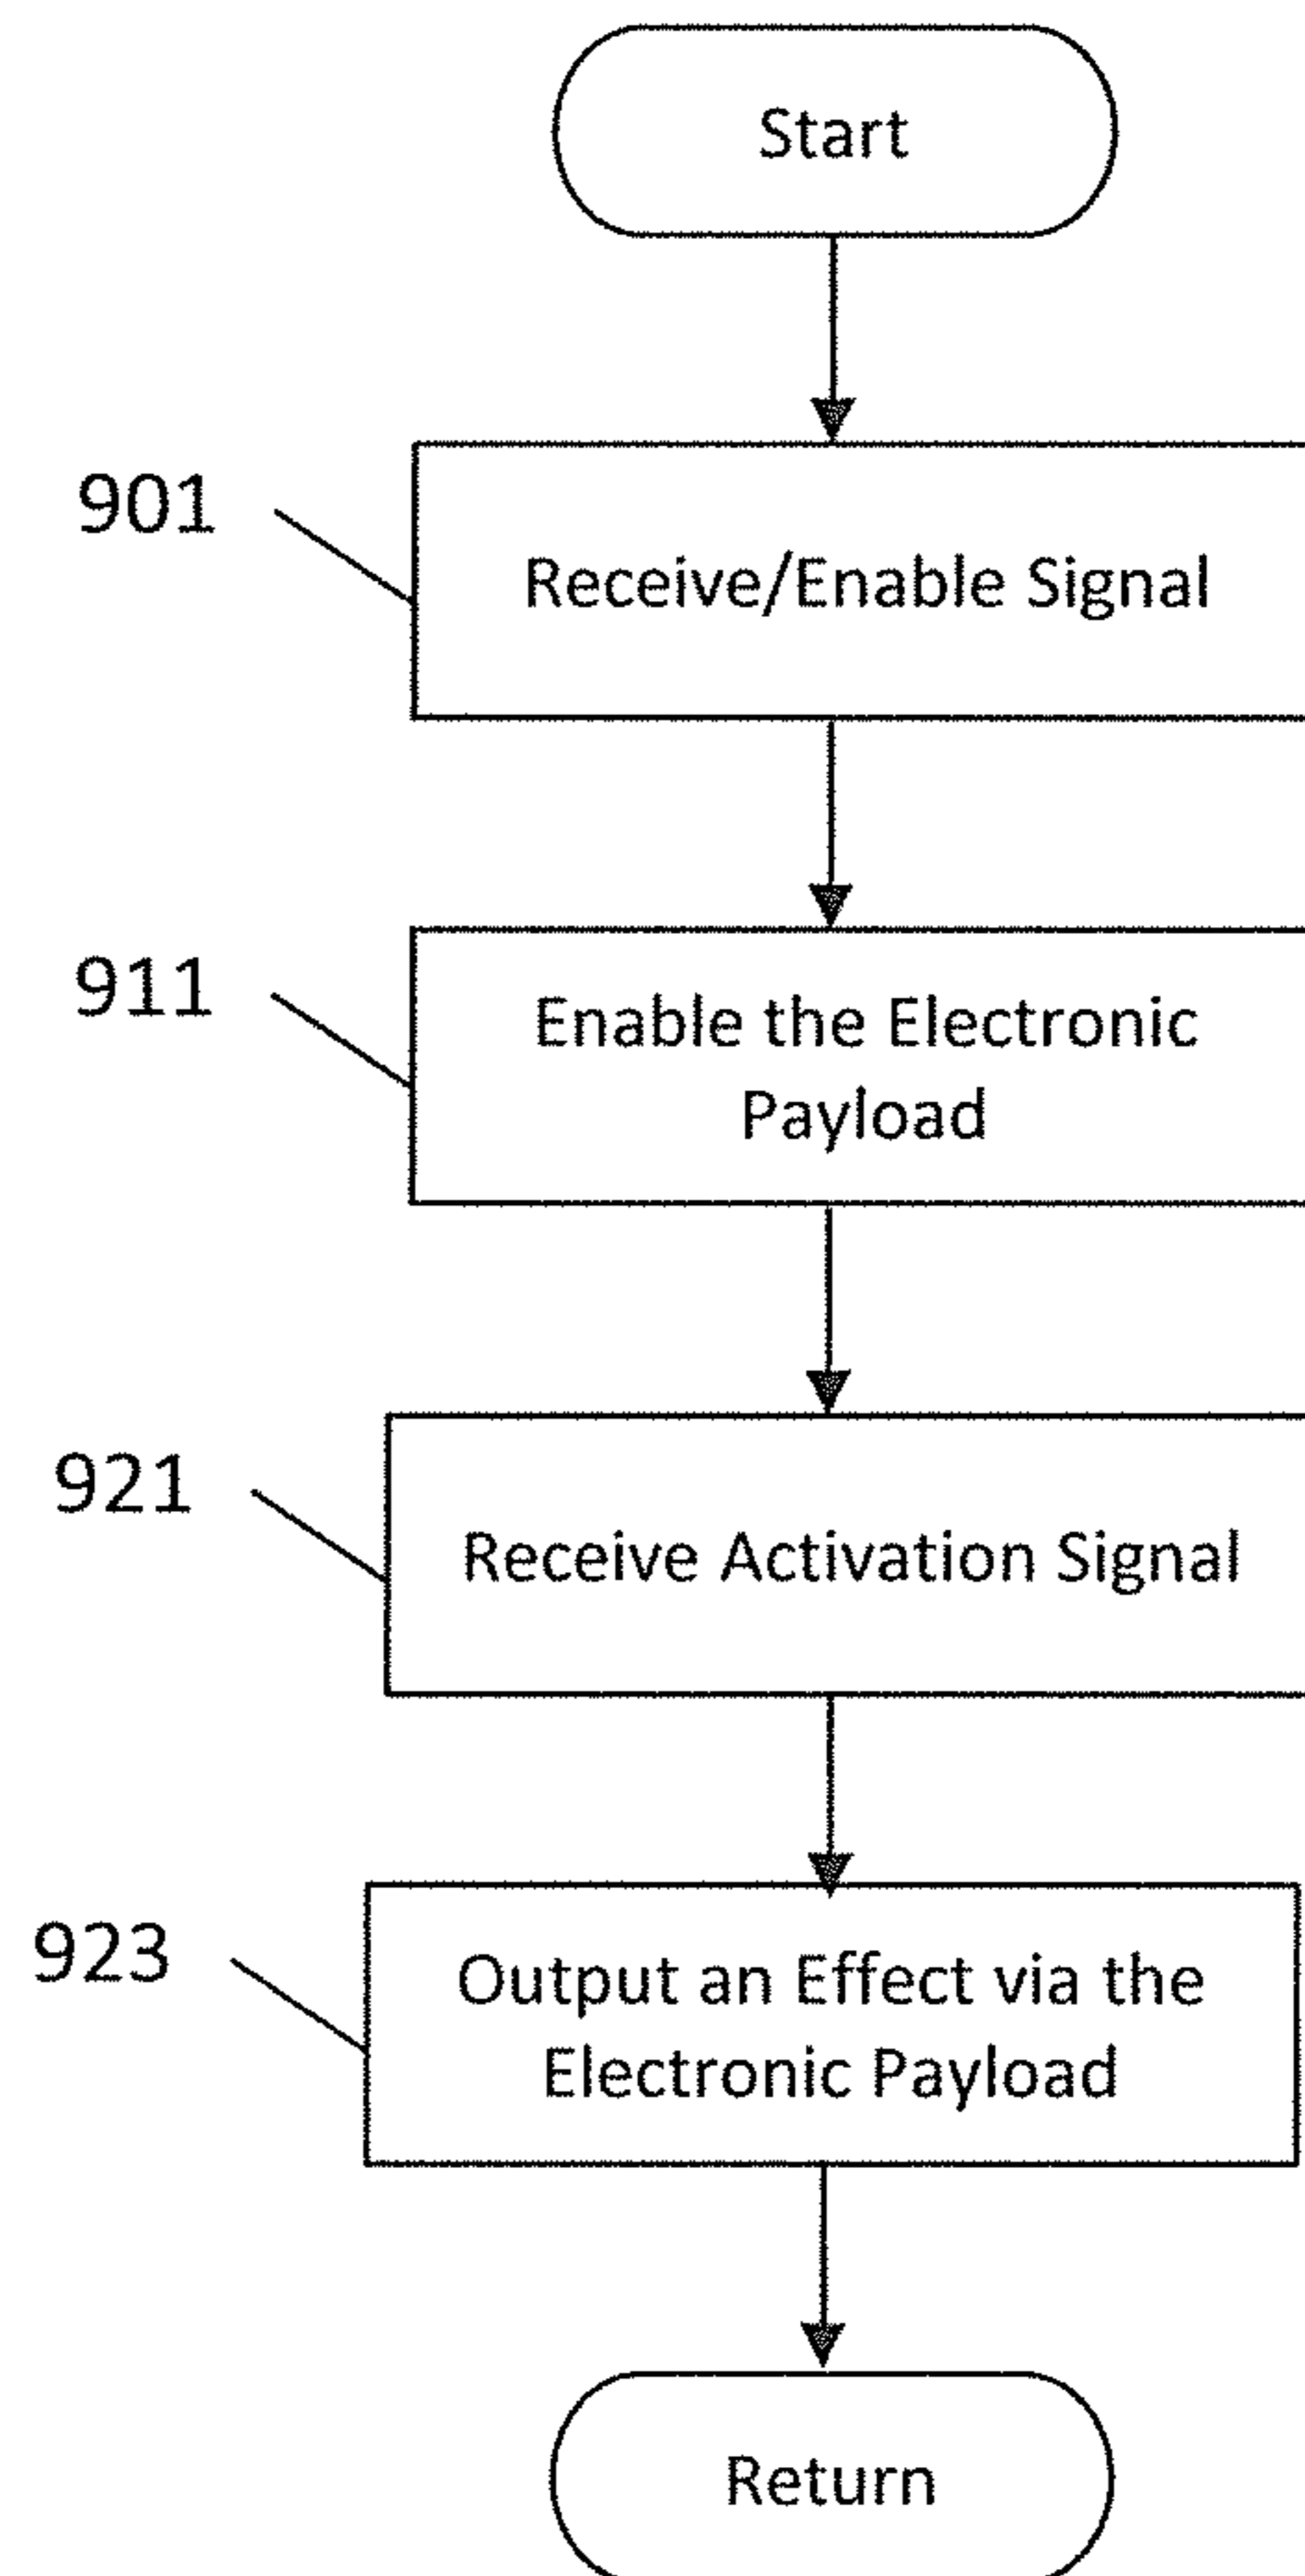 Start
901
Receive/Enable Signal
911
Enable the Electronic
Payload
921
Receive Activation Signal
923
Output an Effect via the
Electronic Payload
Return